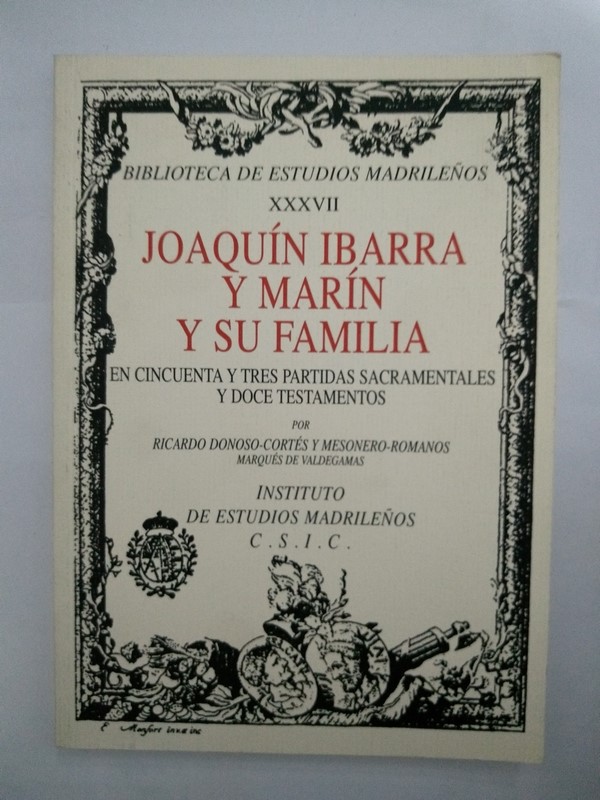 BIBLIOTECA DE ESTUDIOS MADRILEÑOS
XXXVII
JOAQUÍN IBARRA
Y MARÍN
Y SU FAMILIA
EN CINCUENTA Y TRES PARTIDAS SACRAMENTALES
Y DOCE TESTAMENTOS
POR
RICARDO DONOSO-CORTÉS Y MESONERO-ROMANOS
MARQUÉS DE VALDEGAMAS
INSTITUTO
DE ESTUDIOS MADRILEÑOS
C.S.I.C.